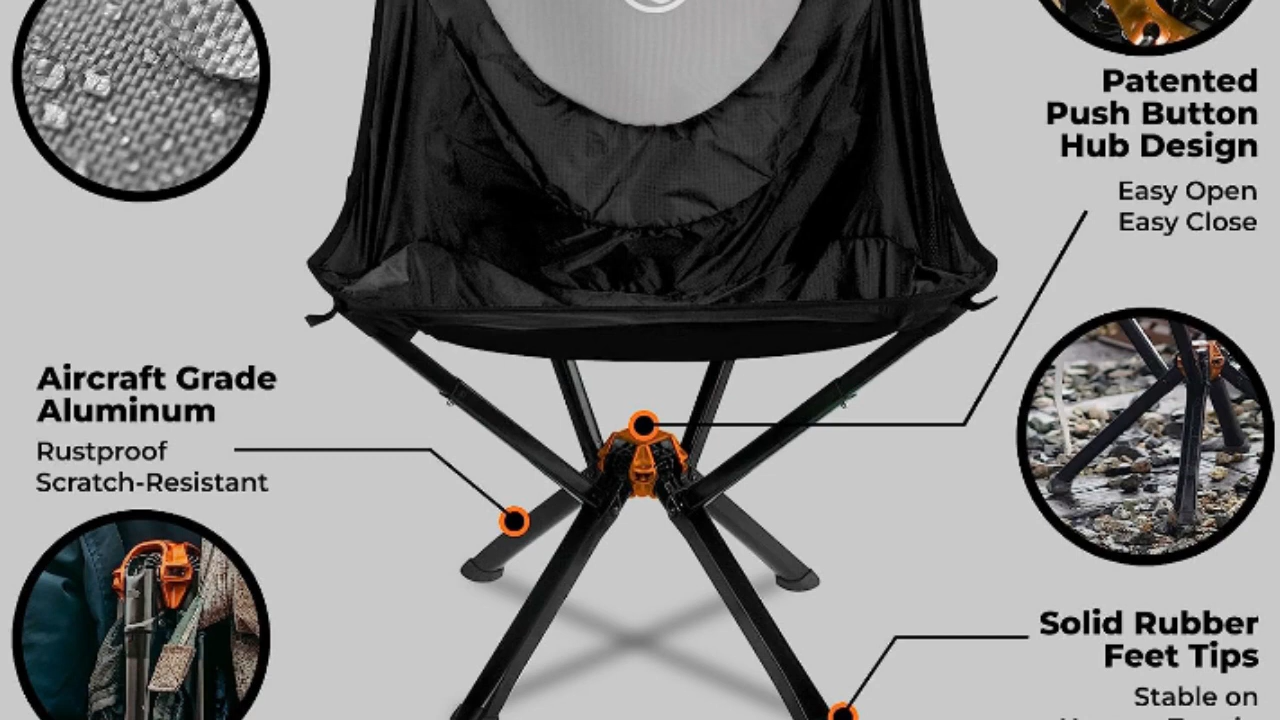 Patented
Push Button
Hub Design
Easy Open
Easy Close
Aircraft Grade
Aluminum
Rustproof
Scratch-Resistant
Solid Rubber
Feet Tips
Stable on